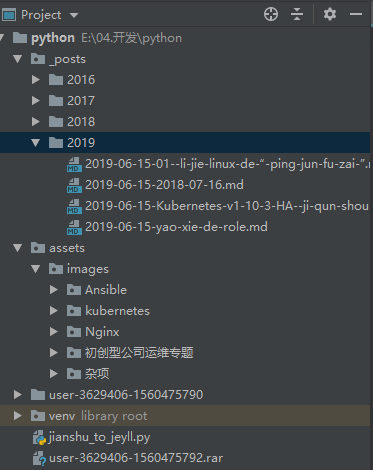 Project
python E:\04.开发\python
_posts
2016
2017
2018
2019
2019-06-15-01--li-jie-linux-de-“-ping-jun-fu-zai-”.
2019-06-15-2018-07-16.md
2019-06-15-Kubernetes-v1-10-3-HA--ji-qun-shou
2019-06-15-yao-xie-de-role.md
assets
images
Ansible
kubernetes
Nginx
初创型公司运维专题
杂项
user-3629406-1560475790
venv library root
jianshu_to_jeyll.py
user-3629406-1560475792.rar